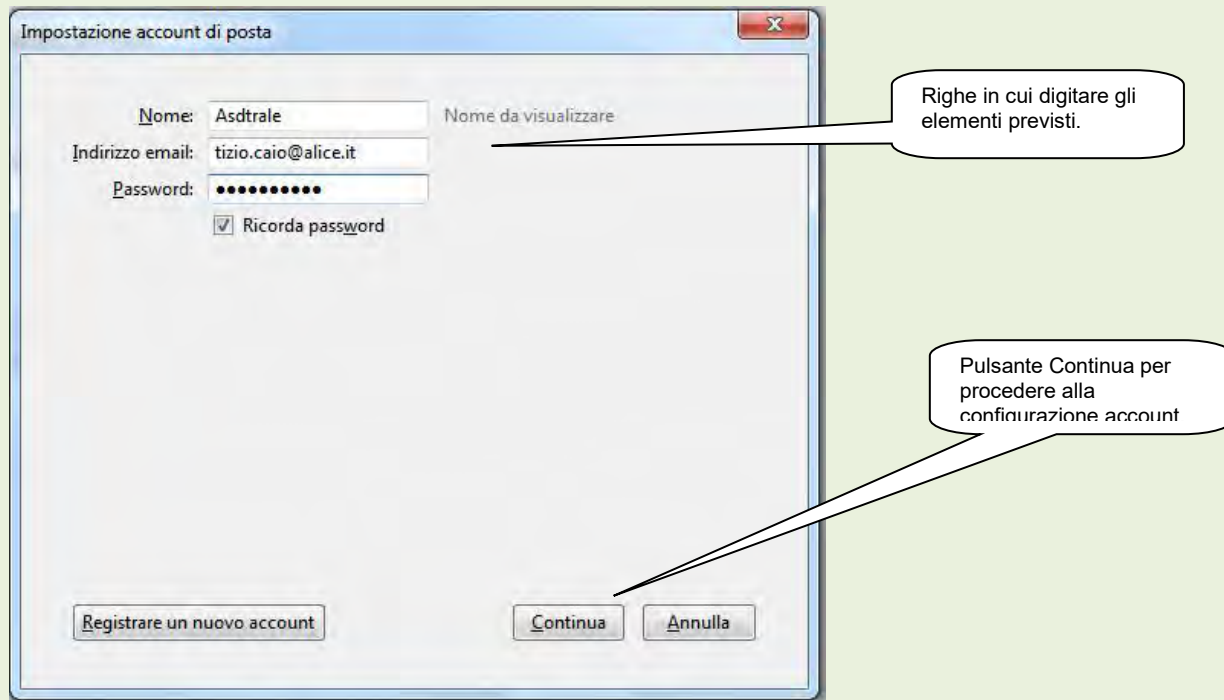 Impostazione account di posta
Nome: Asdtrale Nome da visualizzare
Indirizzo email: tizio.caio@alice.it
Password: ••••••••••
Ricorda password
Registrare un nuovo account
Continua
Annulla
Righe in cui digitare gli
elementi previsti.
Pulsante Continua per
procedere alla
configurazione account